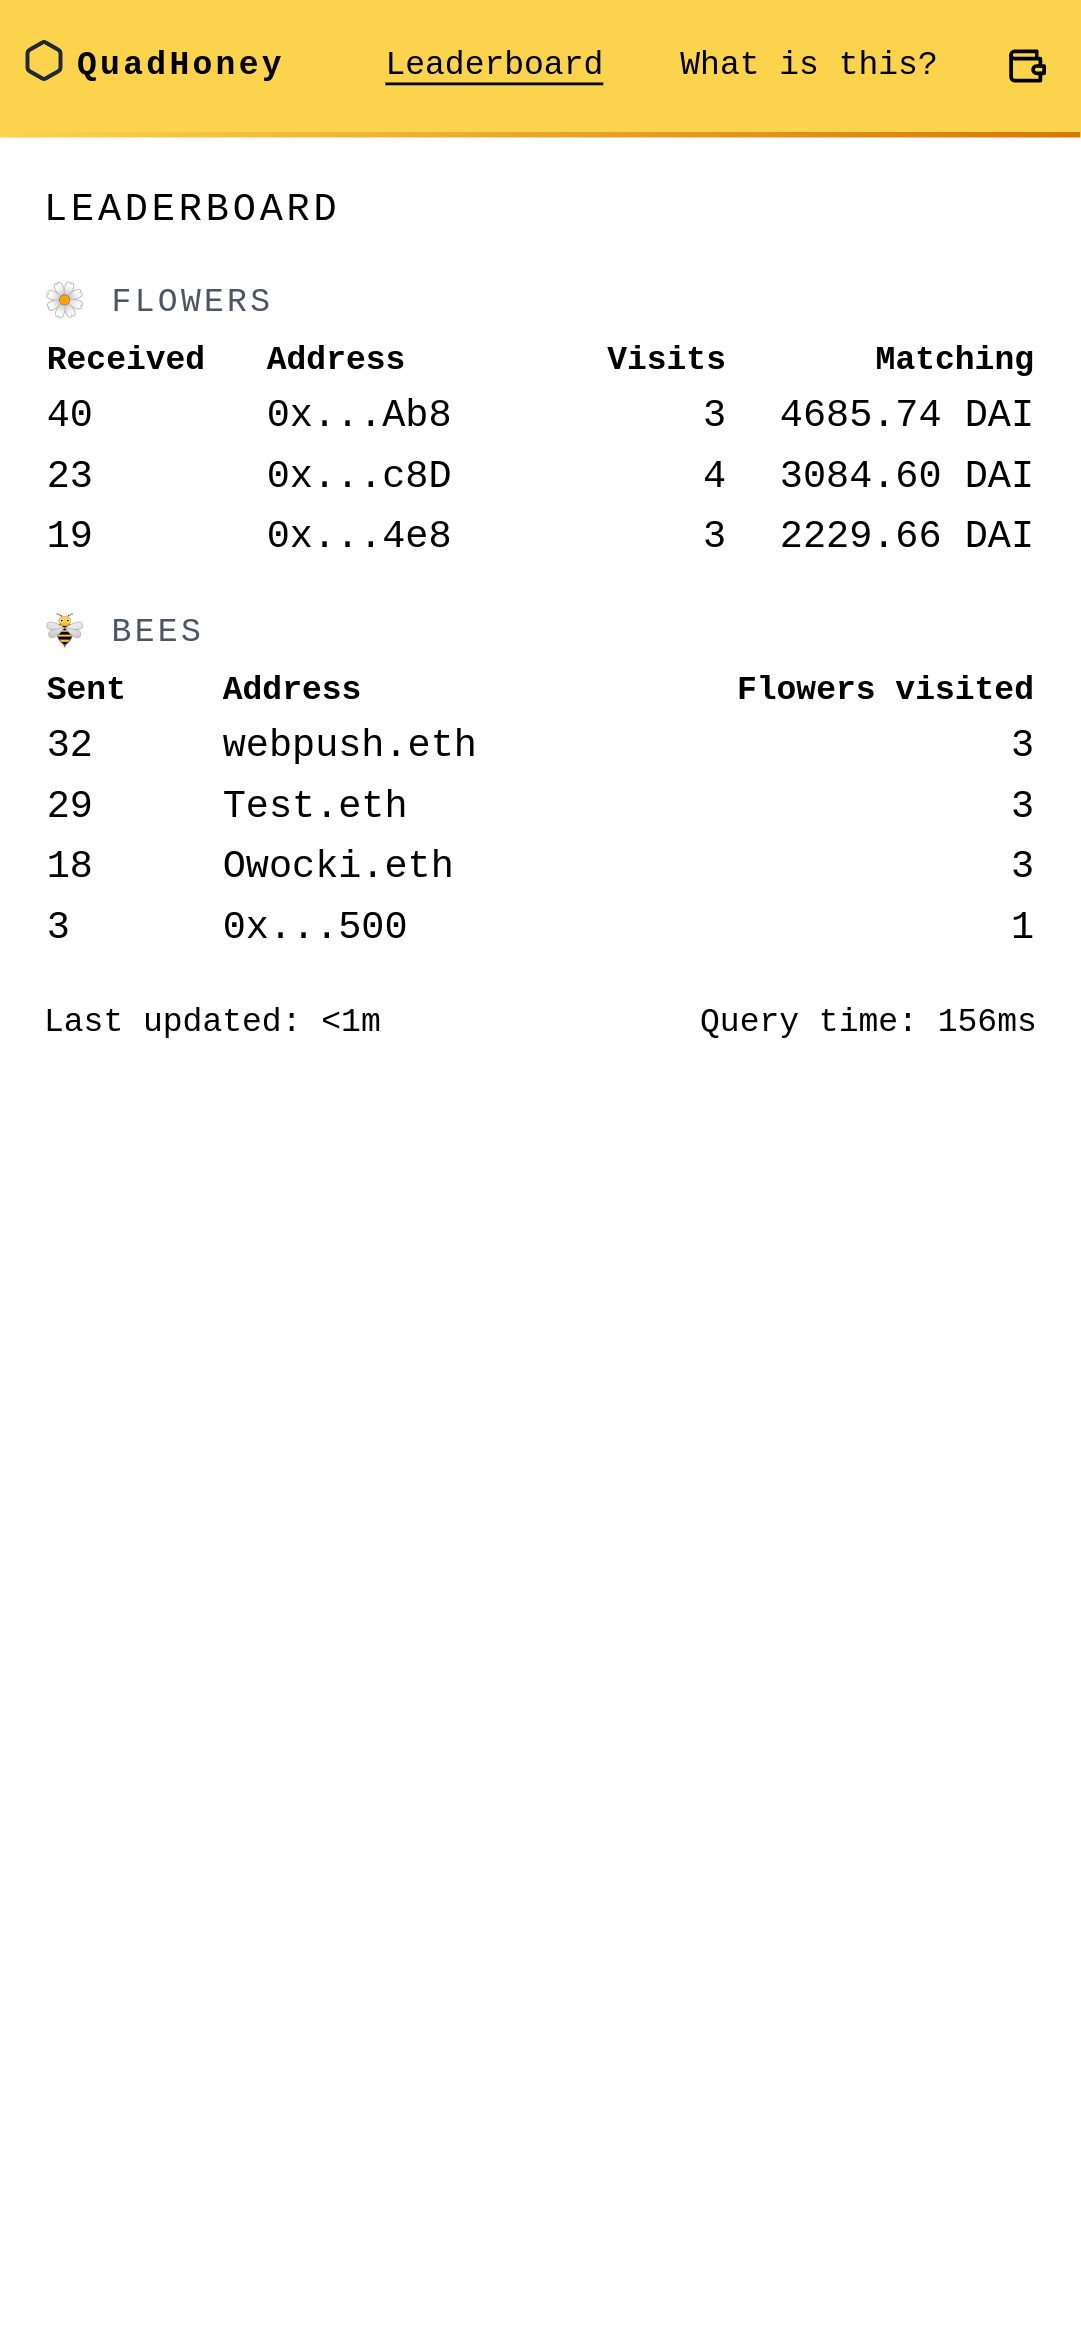 QuadHoney Leaderboard What is this?
LEADERBOARD
FLOWERS
Received Address Visits Matching
40 0x...Ab8 3 4685.74 DAI
23 0x...c8D 4 3084.60 DAI
19 0x...4e8 3 2229.66 DAI
BEES
Sent Address Flowers visited
32 webpush.eth 3
29 Test.eth 3
18 Owocki.eth 3
3 0x...500 1
Last updated: <1m Query time: 156ms